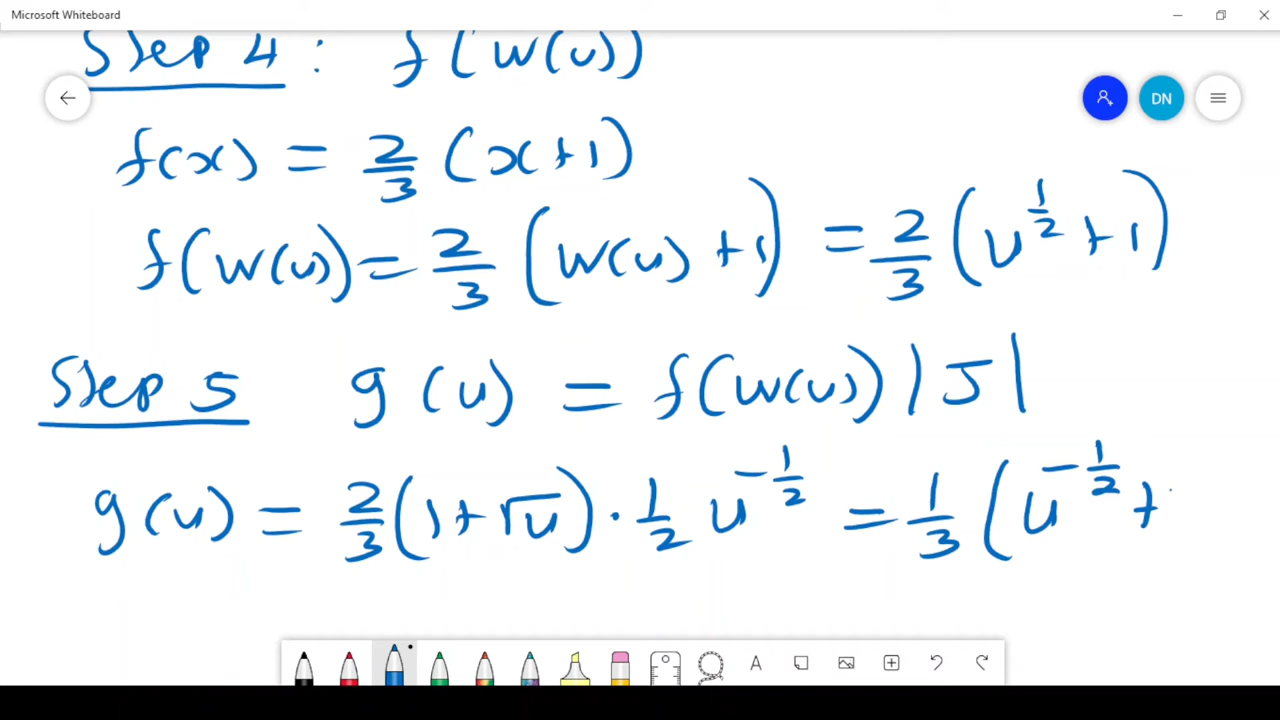 Microsoft Whiteboard
Step 4 : f(w(u))
f(x) = 2/3 (x+1)
DN
f(w(u) = 2/3 (w(u) +1) = 2/3 (u^1/2 +1)
Step 5 g(u) = f(w(u)) |J|
g(u) = 2/3 (1+√u) · 1/2 u^-1/2 = 1/3 (u^-1/2 +
A